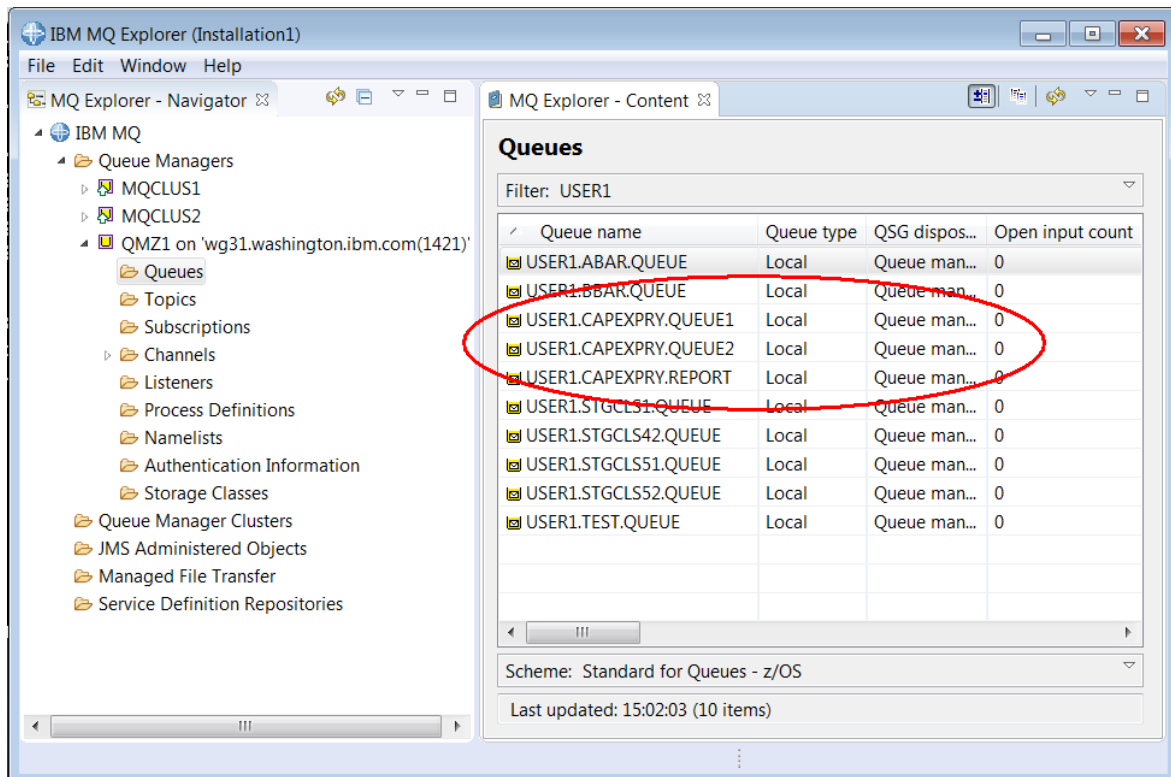 IBM MQ Explorer (Installation1)
File Edit Window Help
MQ Explorer - Navigator
IBM MQ
Queue Managers
MQCLUS1
MQCLUS2
QMZ1 on 'wg31.washington.ibm.com(1421)'
Queues
Topics
Subscriptions
Channels
Listeners
Process Definitions
Namelists
Authentication Information
Storage Classes
Queue Manager Clusters
JMS Administered Objects
Managed File Transfer
Service Definition Repositories
MQ Explorer - Content
Queues
Filter: USER1
Queue name Queue type QSG dispos... Open input count
USER1.ABAR.QUEUE Local Queue man... 0
USER1.BBAR.QUEUE Local Queue man... 0
USER1.CAPEXPRY.QUEUE1 Local Queue man... 0
USER1.CAPEXPRY.QUEUE2 Local Queue man... 0
USER1.CAPEXPRY.REPORT Local Queue man... 0
USER1.STGCLS1.QUEUE Local Queue man... 0
USER1.STGCLS42.QUEUE Local Queue man... 0
USER1.STGCLS51.QUEUE Local Queue man... 0
USER1.STGCLS52.QUEUE Local Queue man... 0
USER1.TEST.QUEUE Local Queue man... 0
Scheme: Standard for Queues - z/OS
Last updated: 15:02:03 (10 items)